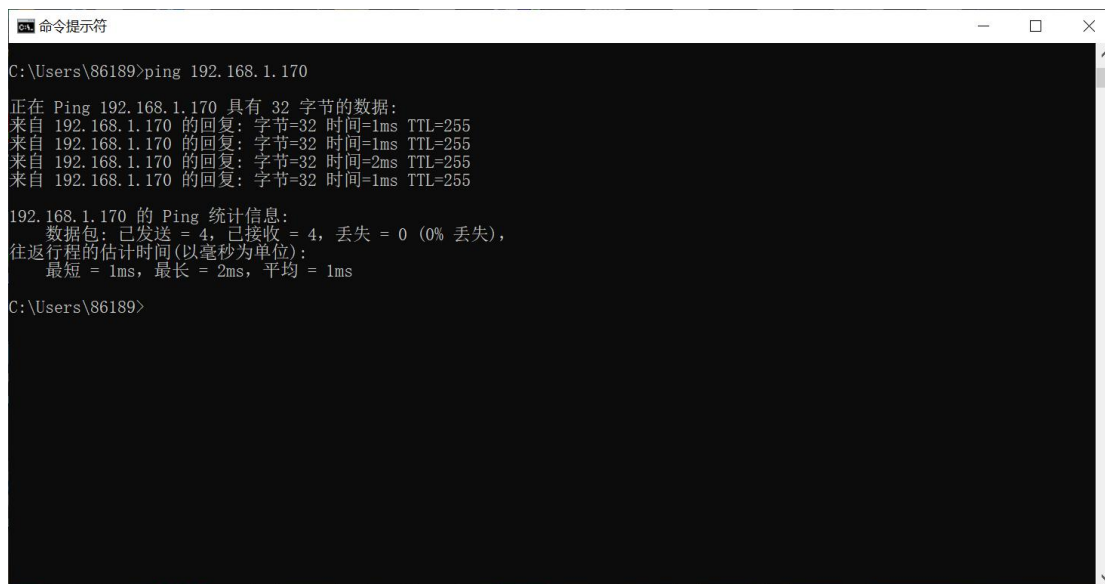 命令提示符
C:\Users\86189>ping 192.168.1.170
正在 Ping 192.168.1.170 具有 32 字节的数据:
来自 192.168.1.170 的回复: 字节=32 时间=1ms TTL=255
来自 192.168.1.170 的回复: 字节=32 时间=1ms TTL=255
来自 192.168.1.170 的回复: 字节=32 时间=2ms TTL=255
来自 192.168.1.170 的回复: 字节=32 时间=1ms TTL=255
192.168.1.170 的 Ping 统计信息:
数据包: 已发送 = 4，已接收 = 4，丢失 = 0 (0% 丢失)，
往返行程的估计时间(以毫秒为单位):
最短 = 1ms，最长 = 2ms，平均 = 1ms
C:\Users\86189>